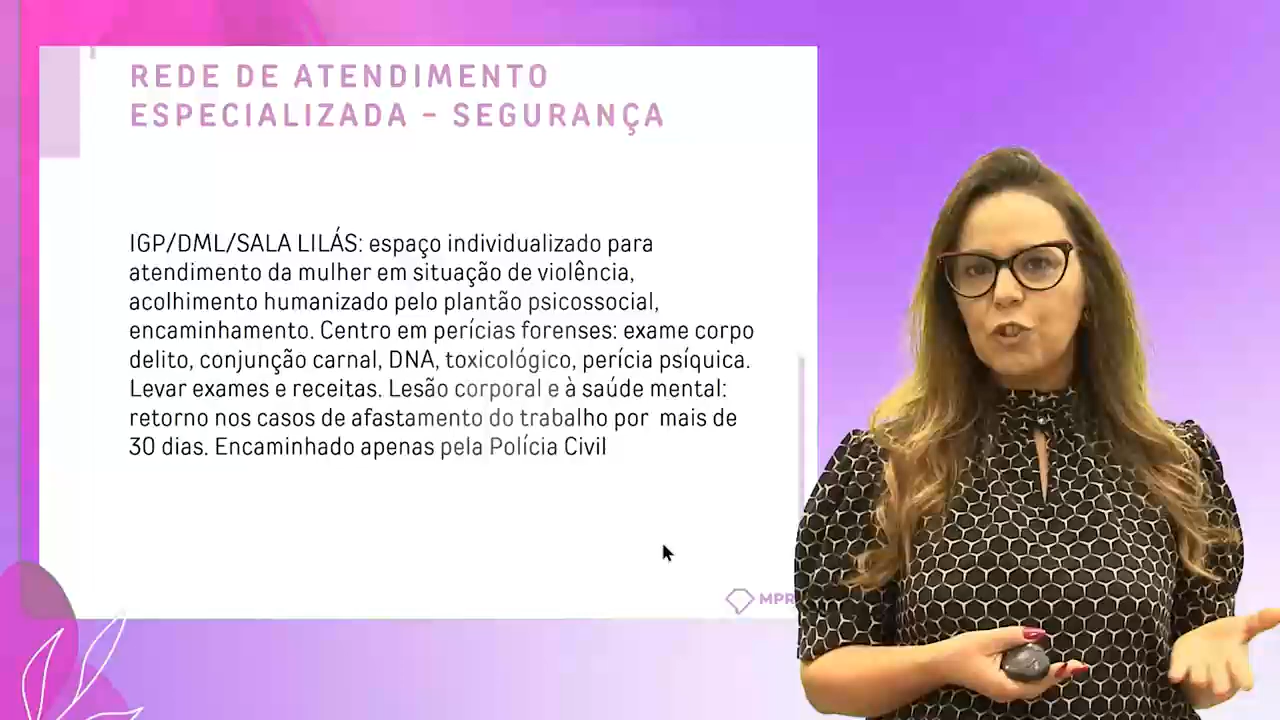 REDE DE ATENDIMENTO
ESPECIALIZADA – SEGURANÇA
IGP/DML/SALA LILÁS: espaço individualizado para
atendimento da mulher em situação de violência,
acolhimento humanizado pelo plantão psicossocial,
encaminhamento. Centro em perícias forenses: exame corpo
delito, conjunção carnal, DNA, toxicológico, perícia psíquica.
Levar exames e receitas. Lesão corporal e à saúde mental:
retorno nos casos de afastamento do trabalho por  mais de
30 dias. Encaminhado apenas pela Polícia Civil